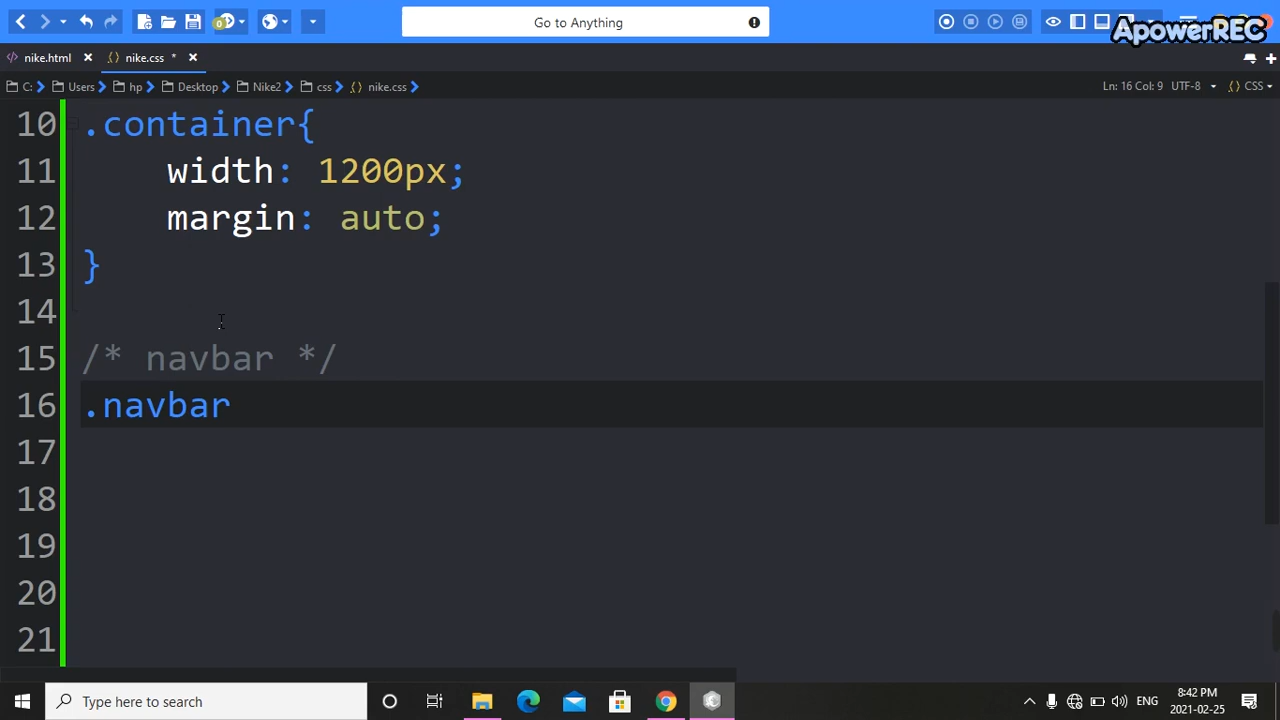 Go to Anything
ApowerREC
nike.html
nike.css *
C:
Users
hp
Desktop
Nike2
css
nike.css
Ln: 16 Col: 9
UTF-8
CSS
10 .container{
11 width: 1200px;
12 margin: auto;
13 }
14
15 /* navbar */
16 .navbar
17
18
19
20
21
Type here to search
ENG
8:42 PM
2021-02-25